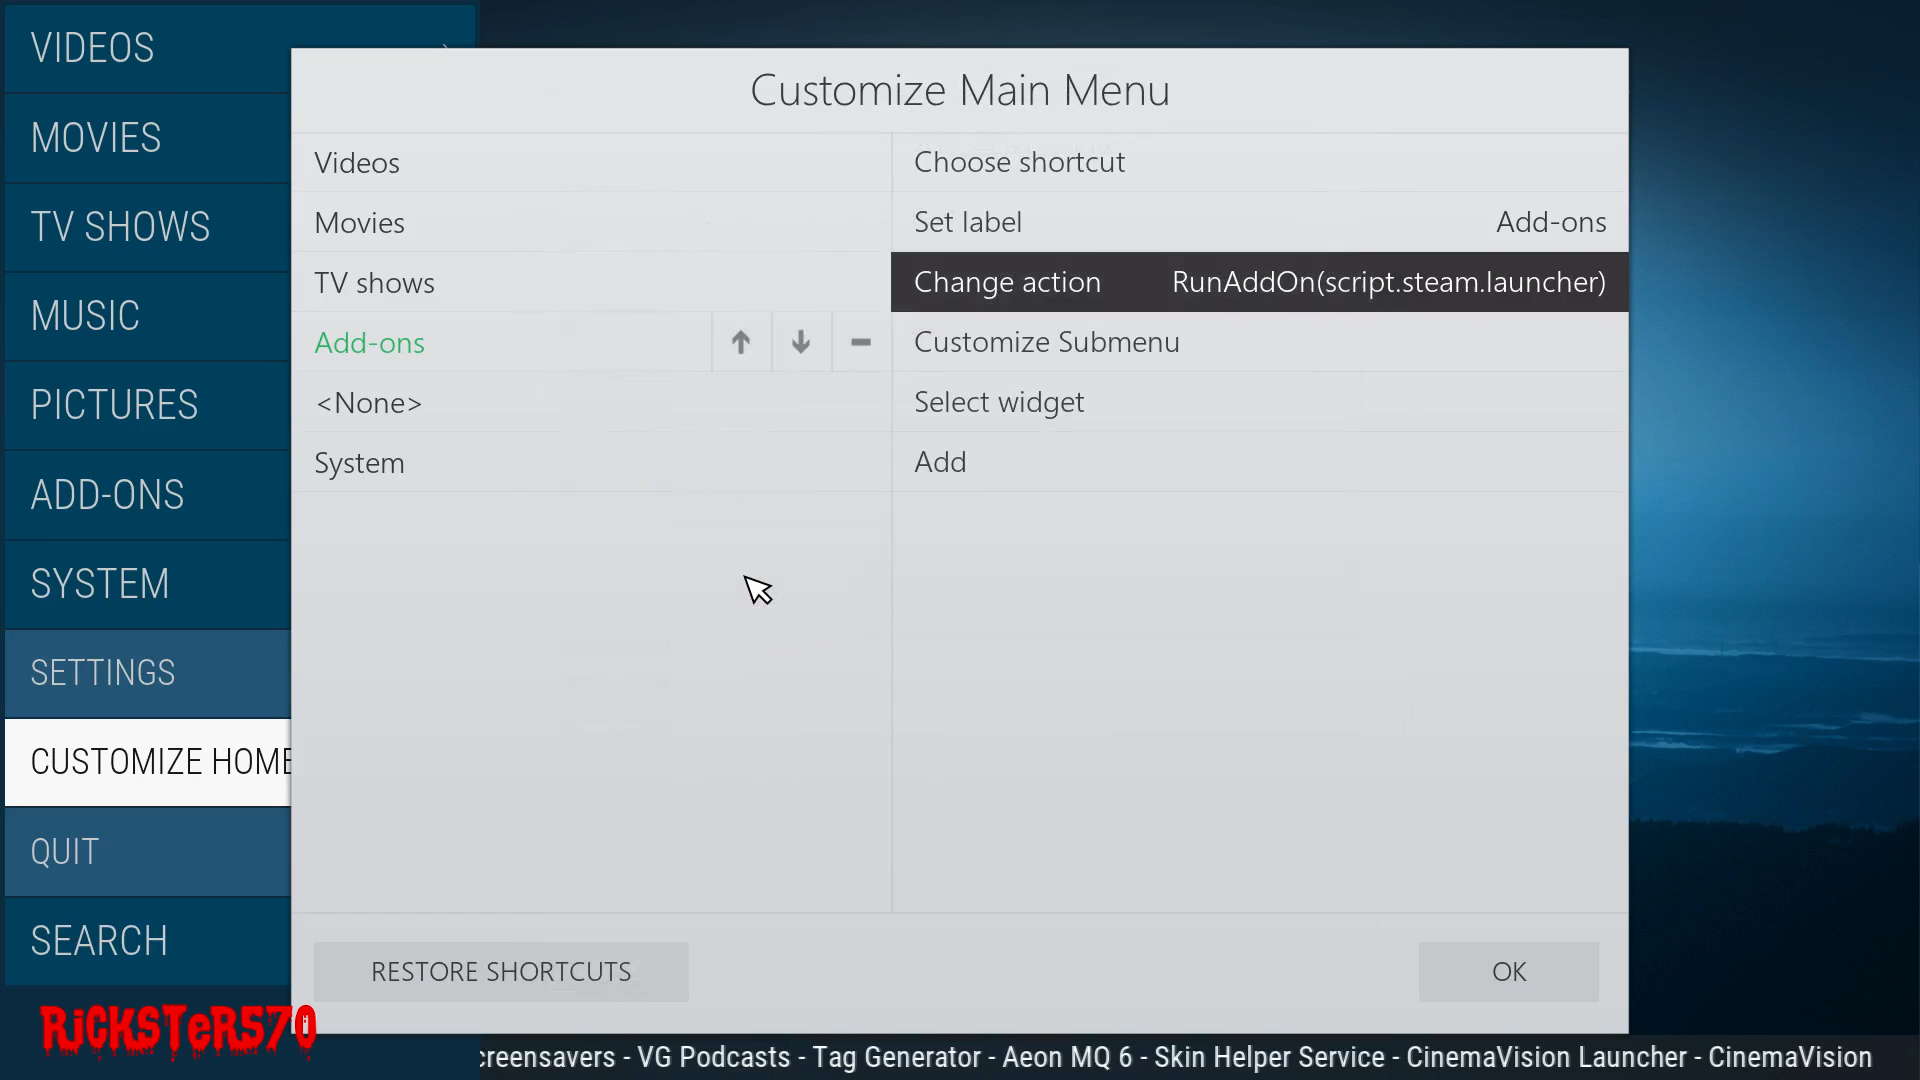 VIDEOS
MOVIES
TV SHOWS
MUSIC
PICTURES
ADD-ONS
SYSTEM
SETTINGS
CUSTOMIZE HOME
QUIT
SEARCH
RiCKSTeR570
Customize Main Menu
Videos
Movies
TV shows
Add-ons
<None>
System
Choose shortcut
Set label Add-ons
Change action RunAddOn(script.steam.launcher)
Customize Submenu
Select widget
Add
RESTORE SHORTCUTS
OK
creensavers - VG Podcasts - Tag Generator - Aeon MQ 6 - Skin Helper Service - CinemaVision Launcher - CinemaVision